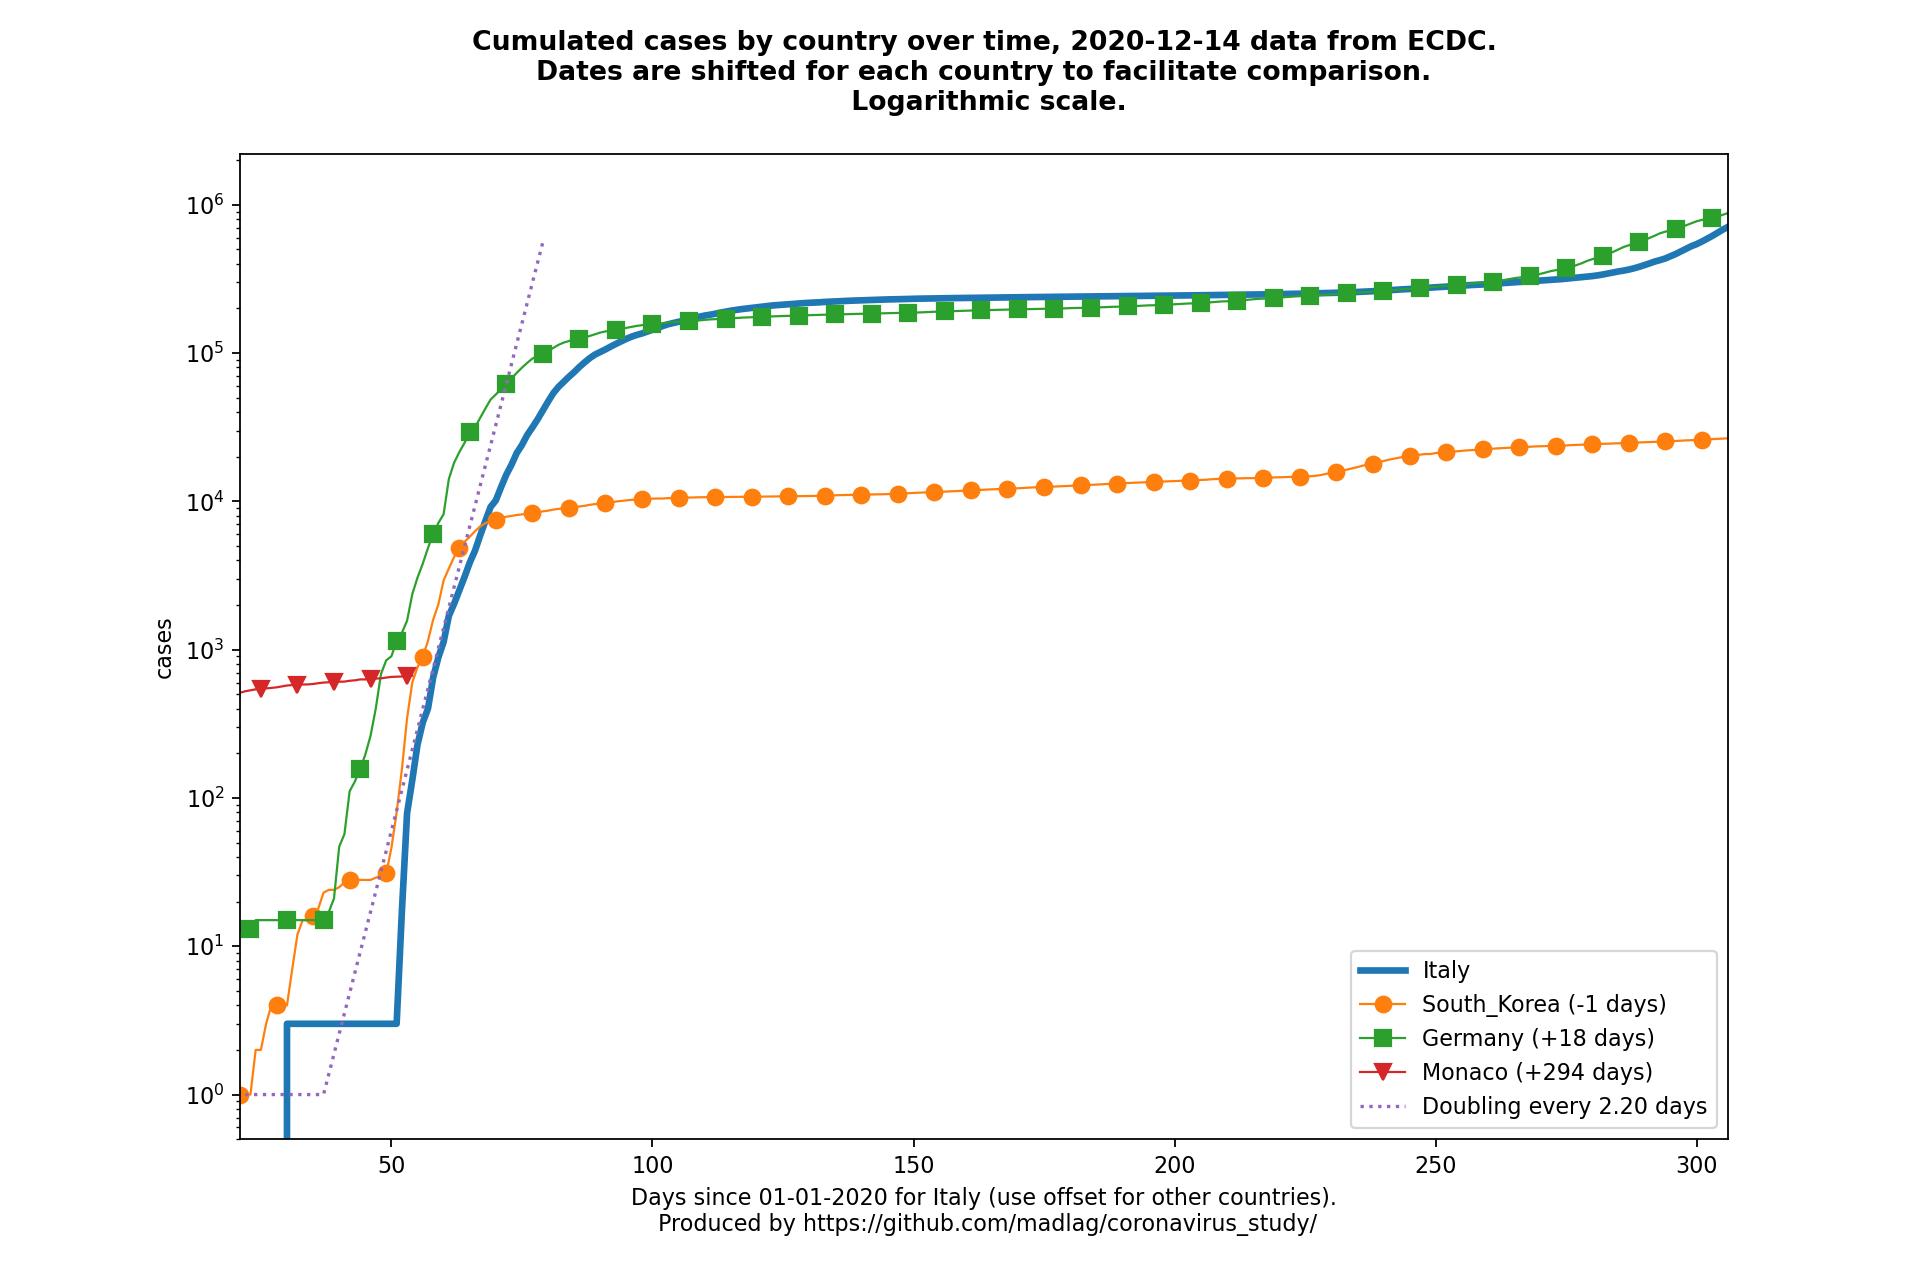 Cumulated cases by country over time, 2020-12-14 data from ECDC.
Dates are shifted for each country to facilitate comparison.
Logarithmic scale.
cases
10^6
10^5
10^4
10^3
10^2
10^1
10^0
50
100
150
200
250
300
Italy
South_Korea (-1 days)
Germany (+18 days)
Monaco (+294 days)
Doubling every 2.20 days
Days since 01-01-2020 for Italy (use offset for other countries).
Produced by https://github.com/madlag/coronavirus_study/